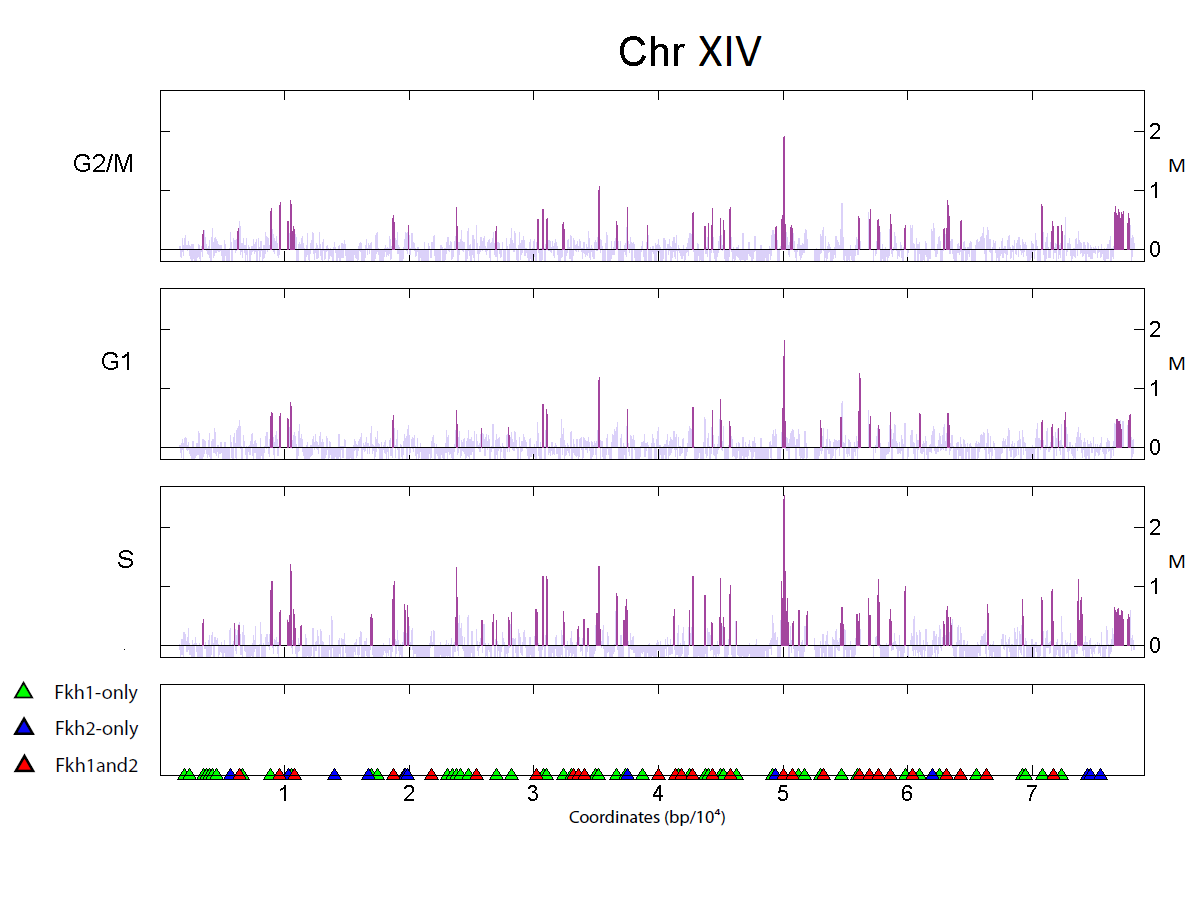 Chr XIV
G2/M
2
1
0
M
G1
2
1
0
M
S
2
1
0
M
Fkh1-only
Fkh2-only
Fkh1and2
1 2 3 4 5 6 7
Coordinates (bp/10⁴)